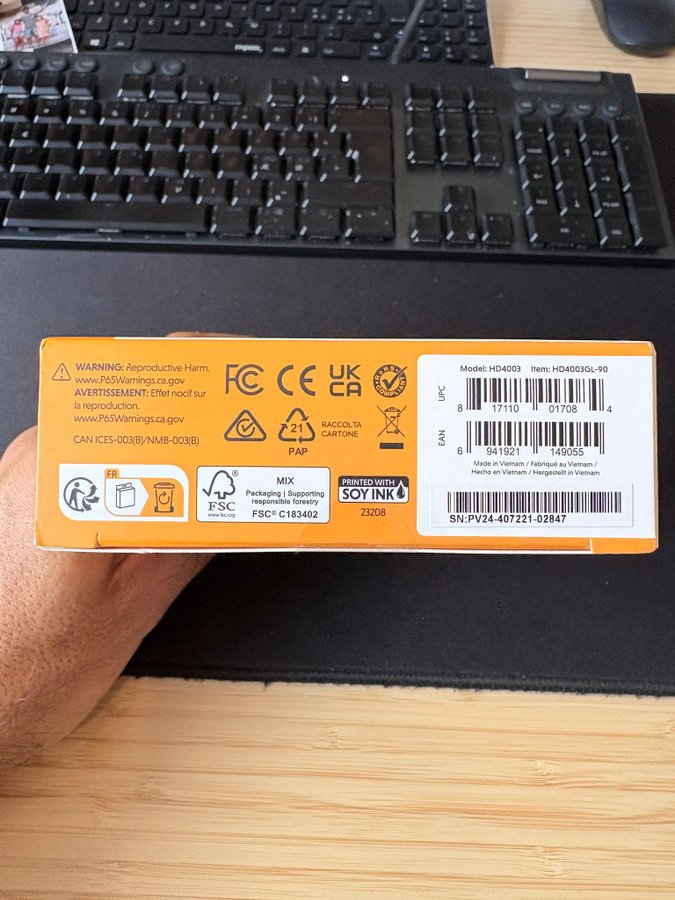 WARNING: Reproductive Harm.
www.P65Warnings.ca.gov
AVERTISSEMENT: Effet nocif sur
la reproduction.
www.P65Warnings.ca.gov
CAN ICES-003(B)/NMB-003(B)
FC
CE
UK
CA
COMPLIANT
21
PAP
RACCOLTA
CARTONE
FR
FSC
www.fsc.org
MIX
Packaging | Supporting
responsible forestry
FSC® C183402
PRINTED WITH
SOY INK
23208
Model: HD4003 Item: HD4003GL-90
UPC
8 17110 01708 4
EAN
6 941921 149055
Made in Vietnam / Fabriqué au Vietnam /
Hecho en Vietnam / Hergestellt in Vietnam
SN:PV24-407221-02847